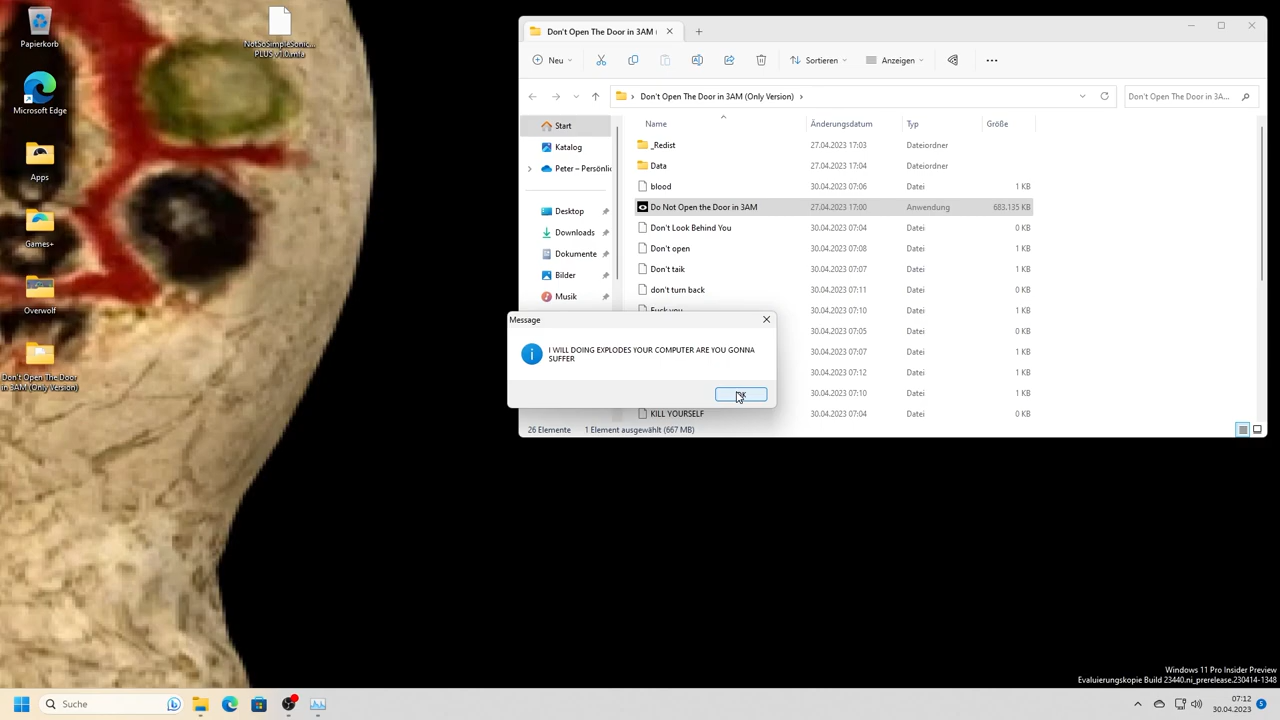 Papierkorb
NotSoSimpleSonic...
PLUS v1.0.mfa
Microsoft Edge
Apps
Games+
Overwolf
Don't Open The Door
in 3AM (Only Version)
Don't Open The Door in 3AM
Neu
Sortieren
Anzeigen
Don't Open The Door in 3AM (Only Version)
Don't Open The Door in 3A...
Start
Katalog
Peter – Persönlic
Desktop
Downloads
Dokumente
Bilder
Musik
Name Änderungsdatum Typ Größe
_Redist 27.04.2023 17:03 Dateiordner
Data 27.04.2023 17:04 Dateiordner
blood 30.04.2023 07:06 Datei 1 KB
Do Not Open the Door in 3AM 27.04.2023 17:00 Anwendung 683.135 KB
Don't Look Behind You 30.04.2023 07:04 Datei 0 KB
Don't open 30.04.2023 07:08 Datei 1 KB
Don't taik 30.04.2023 07:07 Datei 1 KB
don't turn back 30.04.2023 07:11 Datei 0 KB
Fuck you 30.04.2023 07:10 Datei 1 KB
30.04.2023 07:05 Datei 0 KB
30.04.2023 07:07 Datei 1 KB
30.04.2023 07:12 Datei 0 KB
30.04.2023 07:10 Datei 1 KB
KILL YOURSELF 30.04.2023 07:04 Datei 0 KB
26 Elemente 1 Element ausgewählt (667 MB)
Message
I WILL DOING EXPLODES YOUR COMPUTER ARE YOU GONNA
SUFFER
Windows 11 Pro Insider Preview
Evaluierungskopie Build 23440.ni_prerelease.230414-1348
Suche
07:12
30.04.2023
5